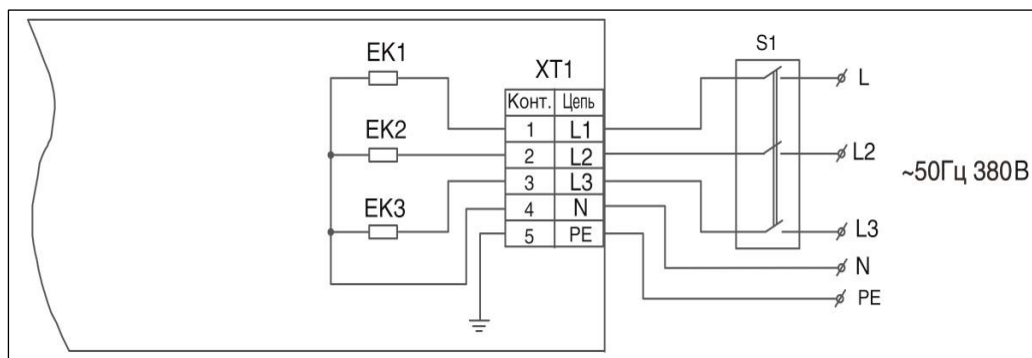 S1
EK1
XT1
L
Конт. Цепь
1 L1
EK2
2 L2
L2
~50Гц 380В
3 L3
EK3
4 N
5 PE
L3
N
PE